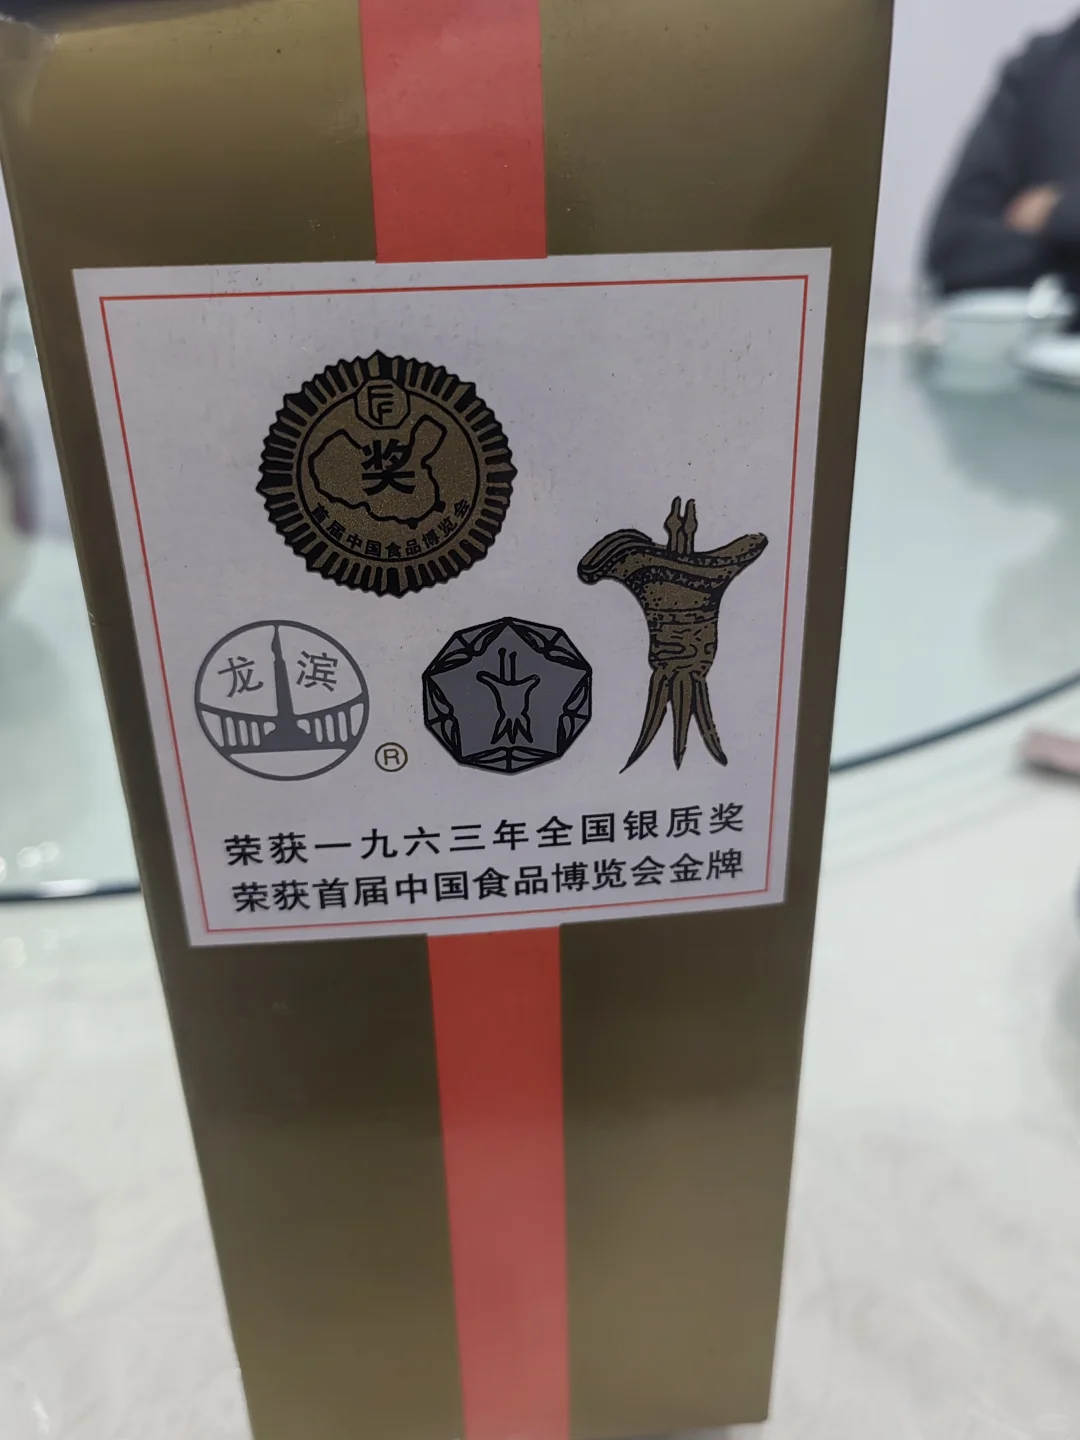 奖
首届中国食品博览会
龙 滨
®
荣获一九六三年全国银质奖
荣获首届中国食品博览会金牌